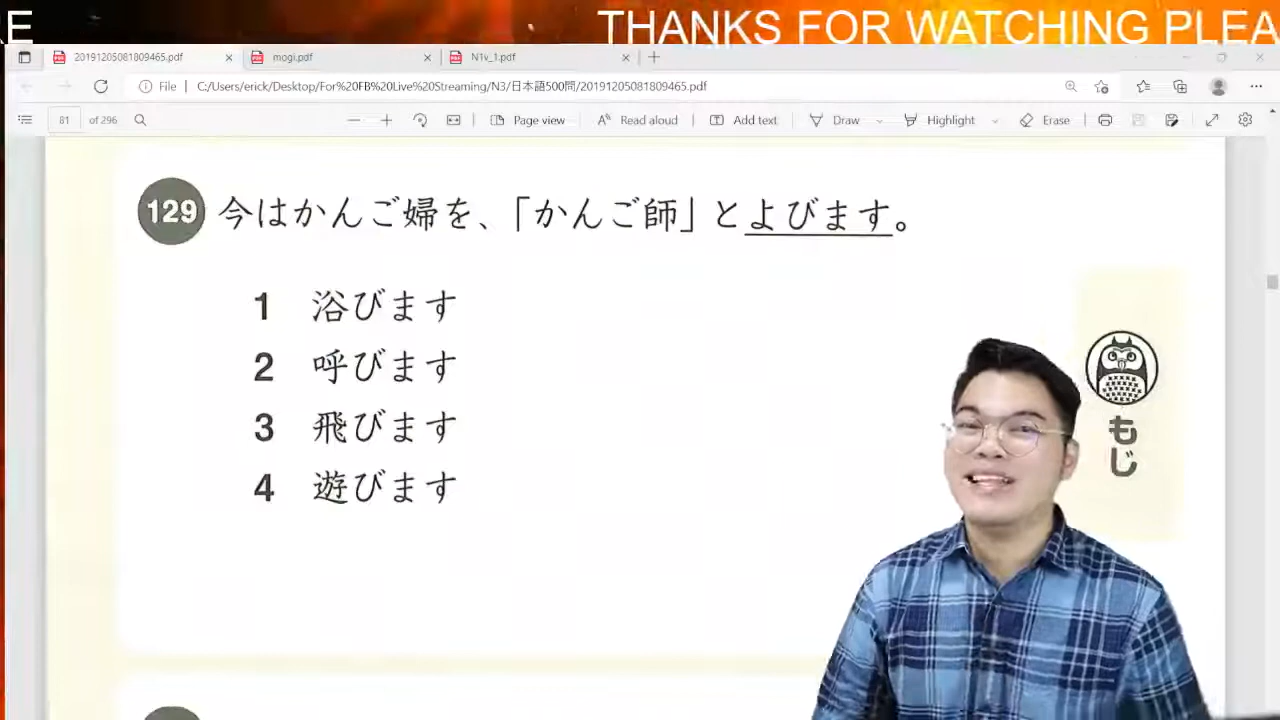 E THANKS FOR WATCHING PLEA
20191205081809465.pdf mogi.pdf N1v_1.pdf
File C:/Users/erick/Desktop/For%20FB%20Live%20Streaming/N3/日本語500問/20191205081809465.pdf
81 of 296 Page view Read aloud Add text Draw Highlight Erase
129 今はかんご婦を、「かんご師」とよびます。
1 浴びます
2 呼びます
3 飛びます
4 遊びます
もじ